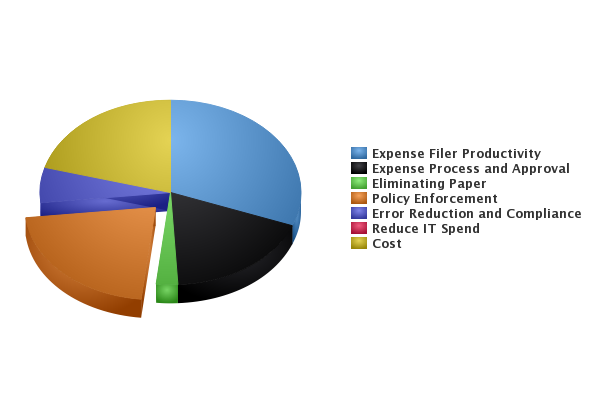 Expense Filer Productivity
Expense Process and Approval
Eliminating Paper
Policy Enforcement
Error Reduction and Compliance
Reduce IT Spend
Cost